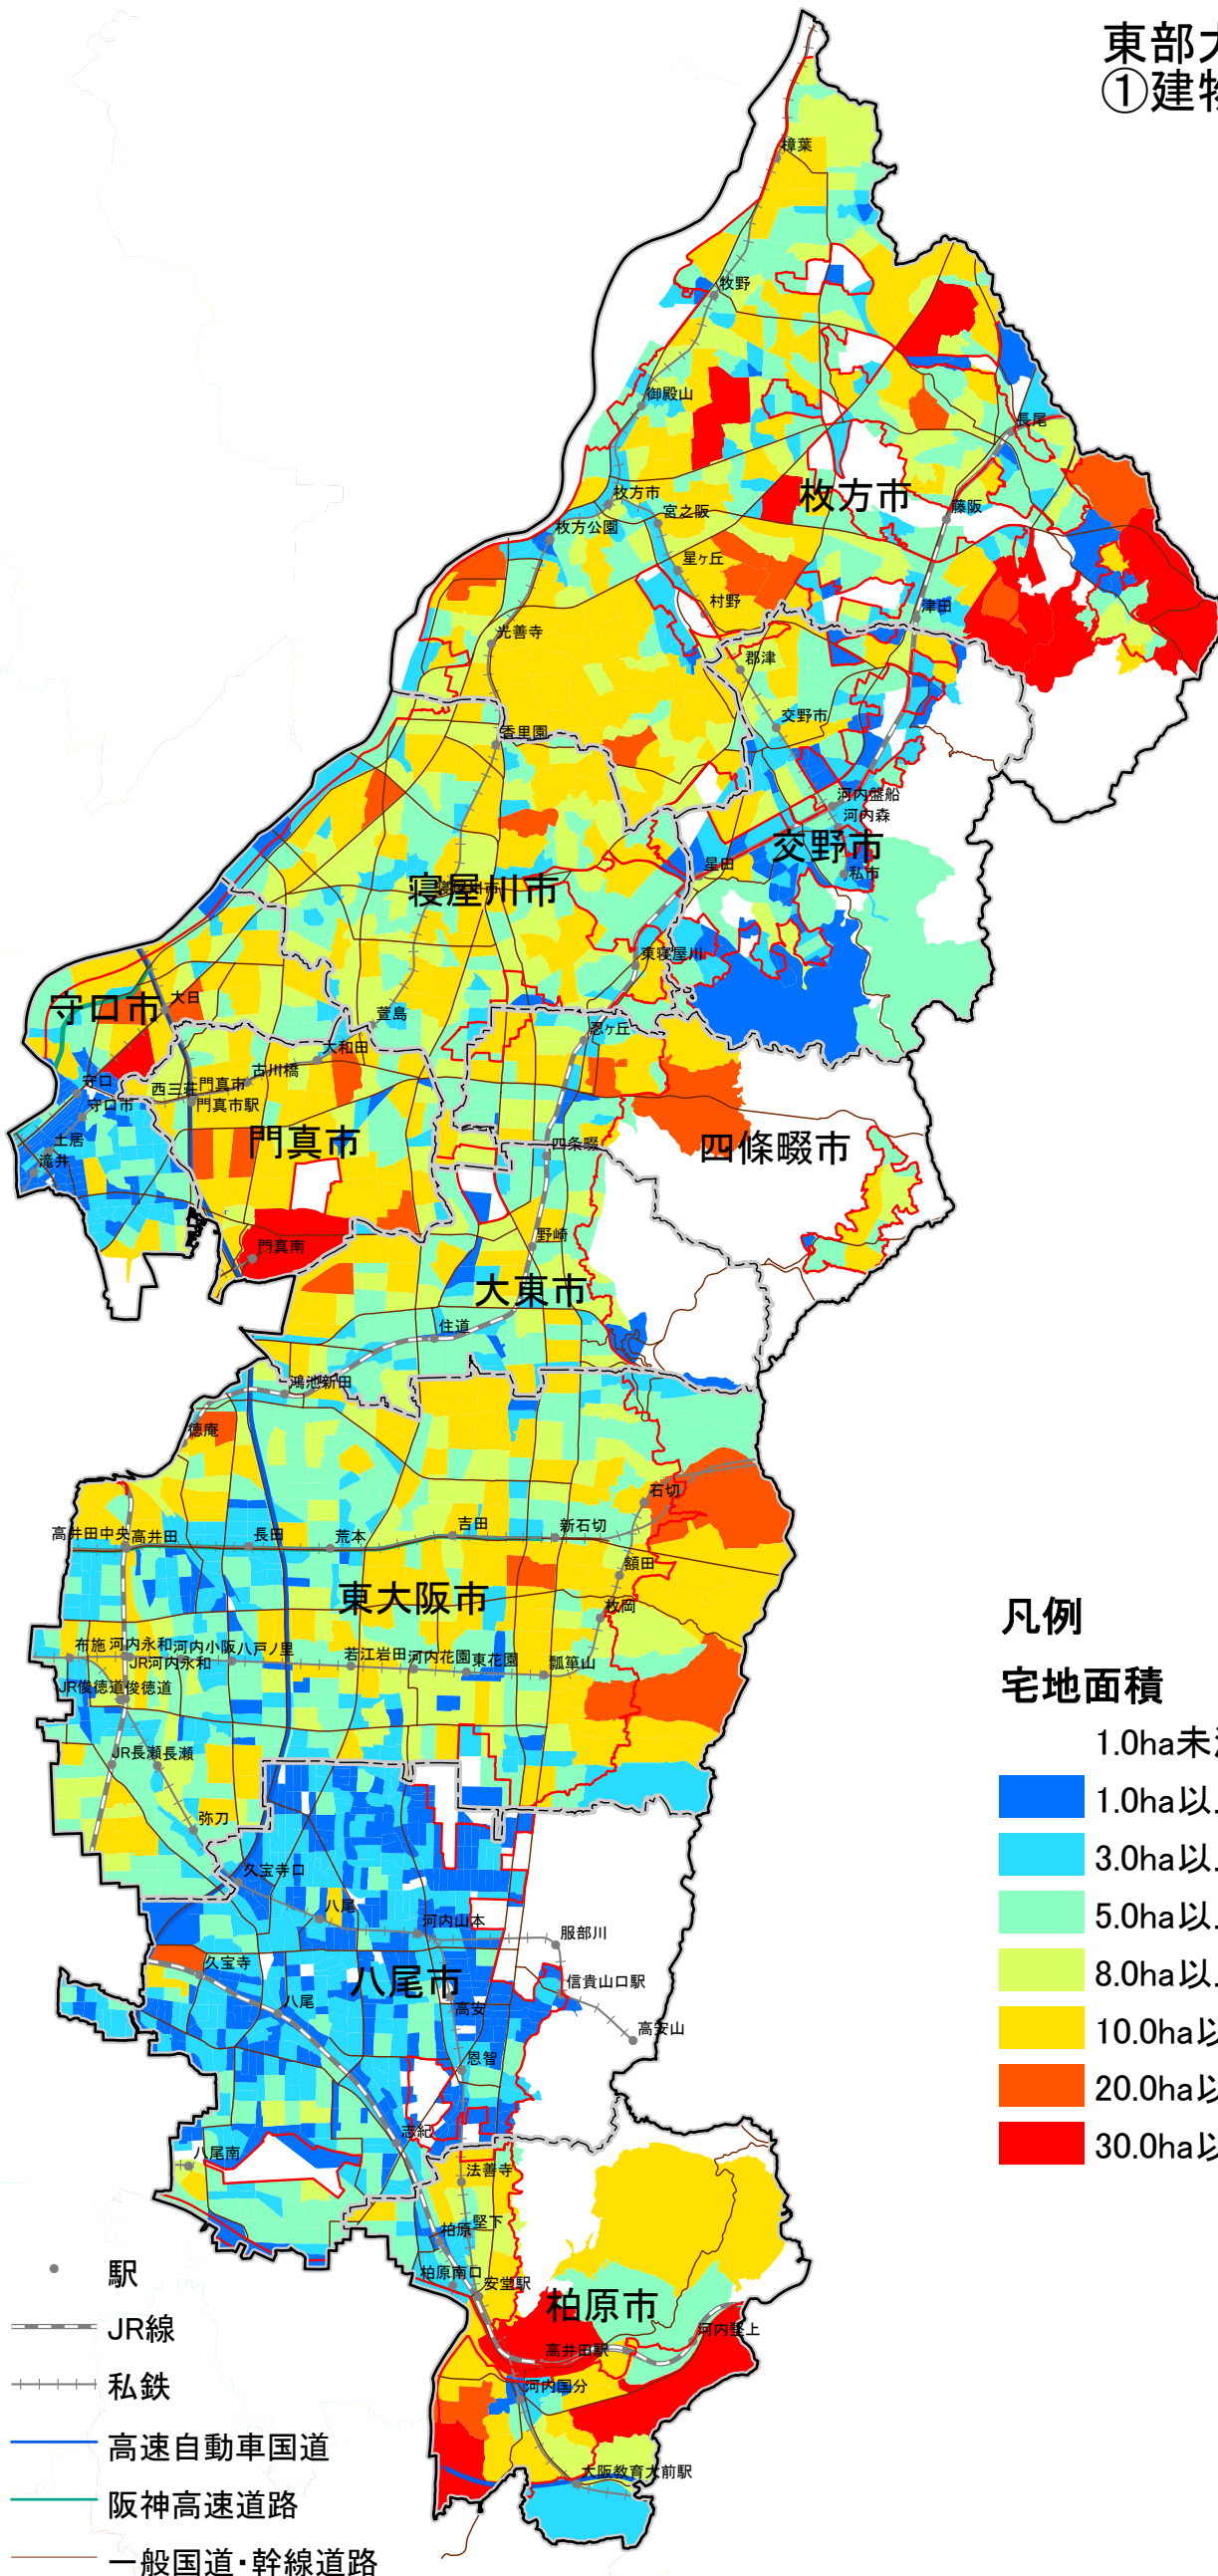 東部大
①建物
樟葉
牧野
御殿山
長尾
枚方市
枚方市
藤阪
宮之阪
枚方公園
星ヶ丘
村野
津田
光善寺
郡津
交野市
香里園
河内磐船
河内森
交野市
星田
私市
寝屋川市
東寝屋川
守口市
大日
萱島
忍ヶ丘
大和田
古川橋
守口
西三荘
門真市
門真市駅
守口市
土居
滝井
門真市
四条畷
四條畷市
門真南
野崎
大東市
住道
鴻池新田
徳庵
石切
高井田中央
高井田
長田
荒本
吉田
新石切
額田
東大阪市
枚岡
布施
河内永和
河内小阪
八戸ノ里
若江岩田
河内花園
東花園
瓢箪山
JR河内永和
JR俊徳道
俊徳道
JR長瀬
長瀬
弥刀
久宝寺口
八尾
河内山本
服部川
久宝寺
八尾市
信貴山口駅
八尾
高安
高安山
恩智
志紀
八尾南
法善寺
堅下
柏原
柏原南口
安堂駅
柏原市
河内堅上
高井田駅
河内国分
大阪教育大前駅
凡例
宅地面積
1.0ha未満
1.0ha以
3.0ha以
5.0ha以
8.0ha以
10.0ha以
20.0ha以
30.0ha以
駅
JR線
私鉄
高速自動車国道
阪神高速道路
一般国道・幹線道路